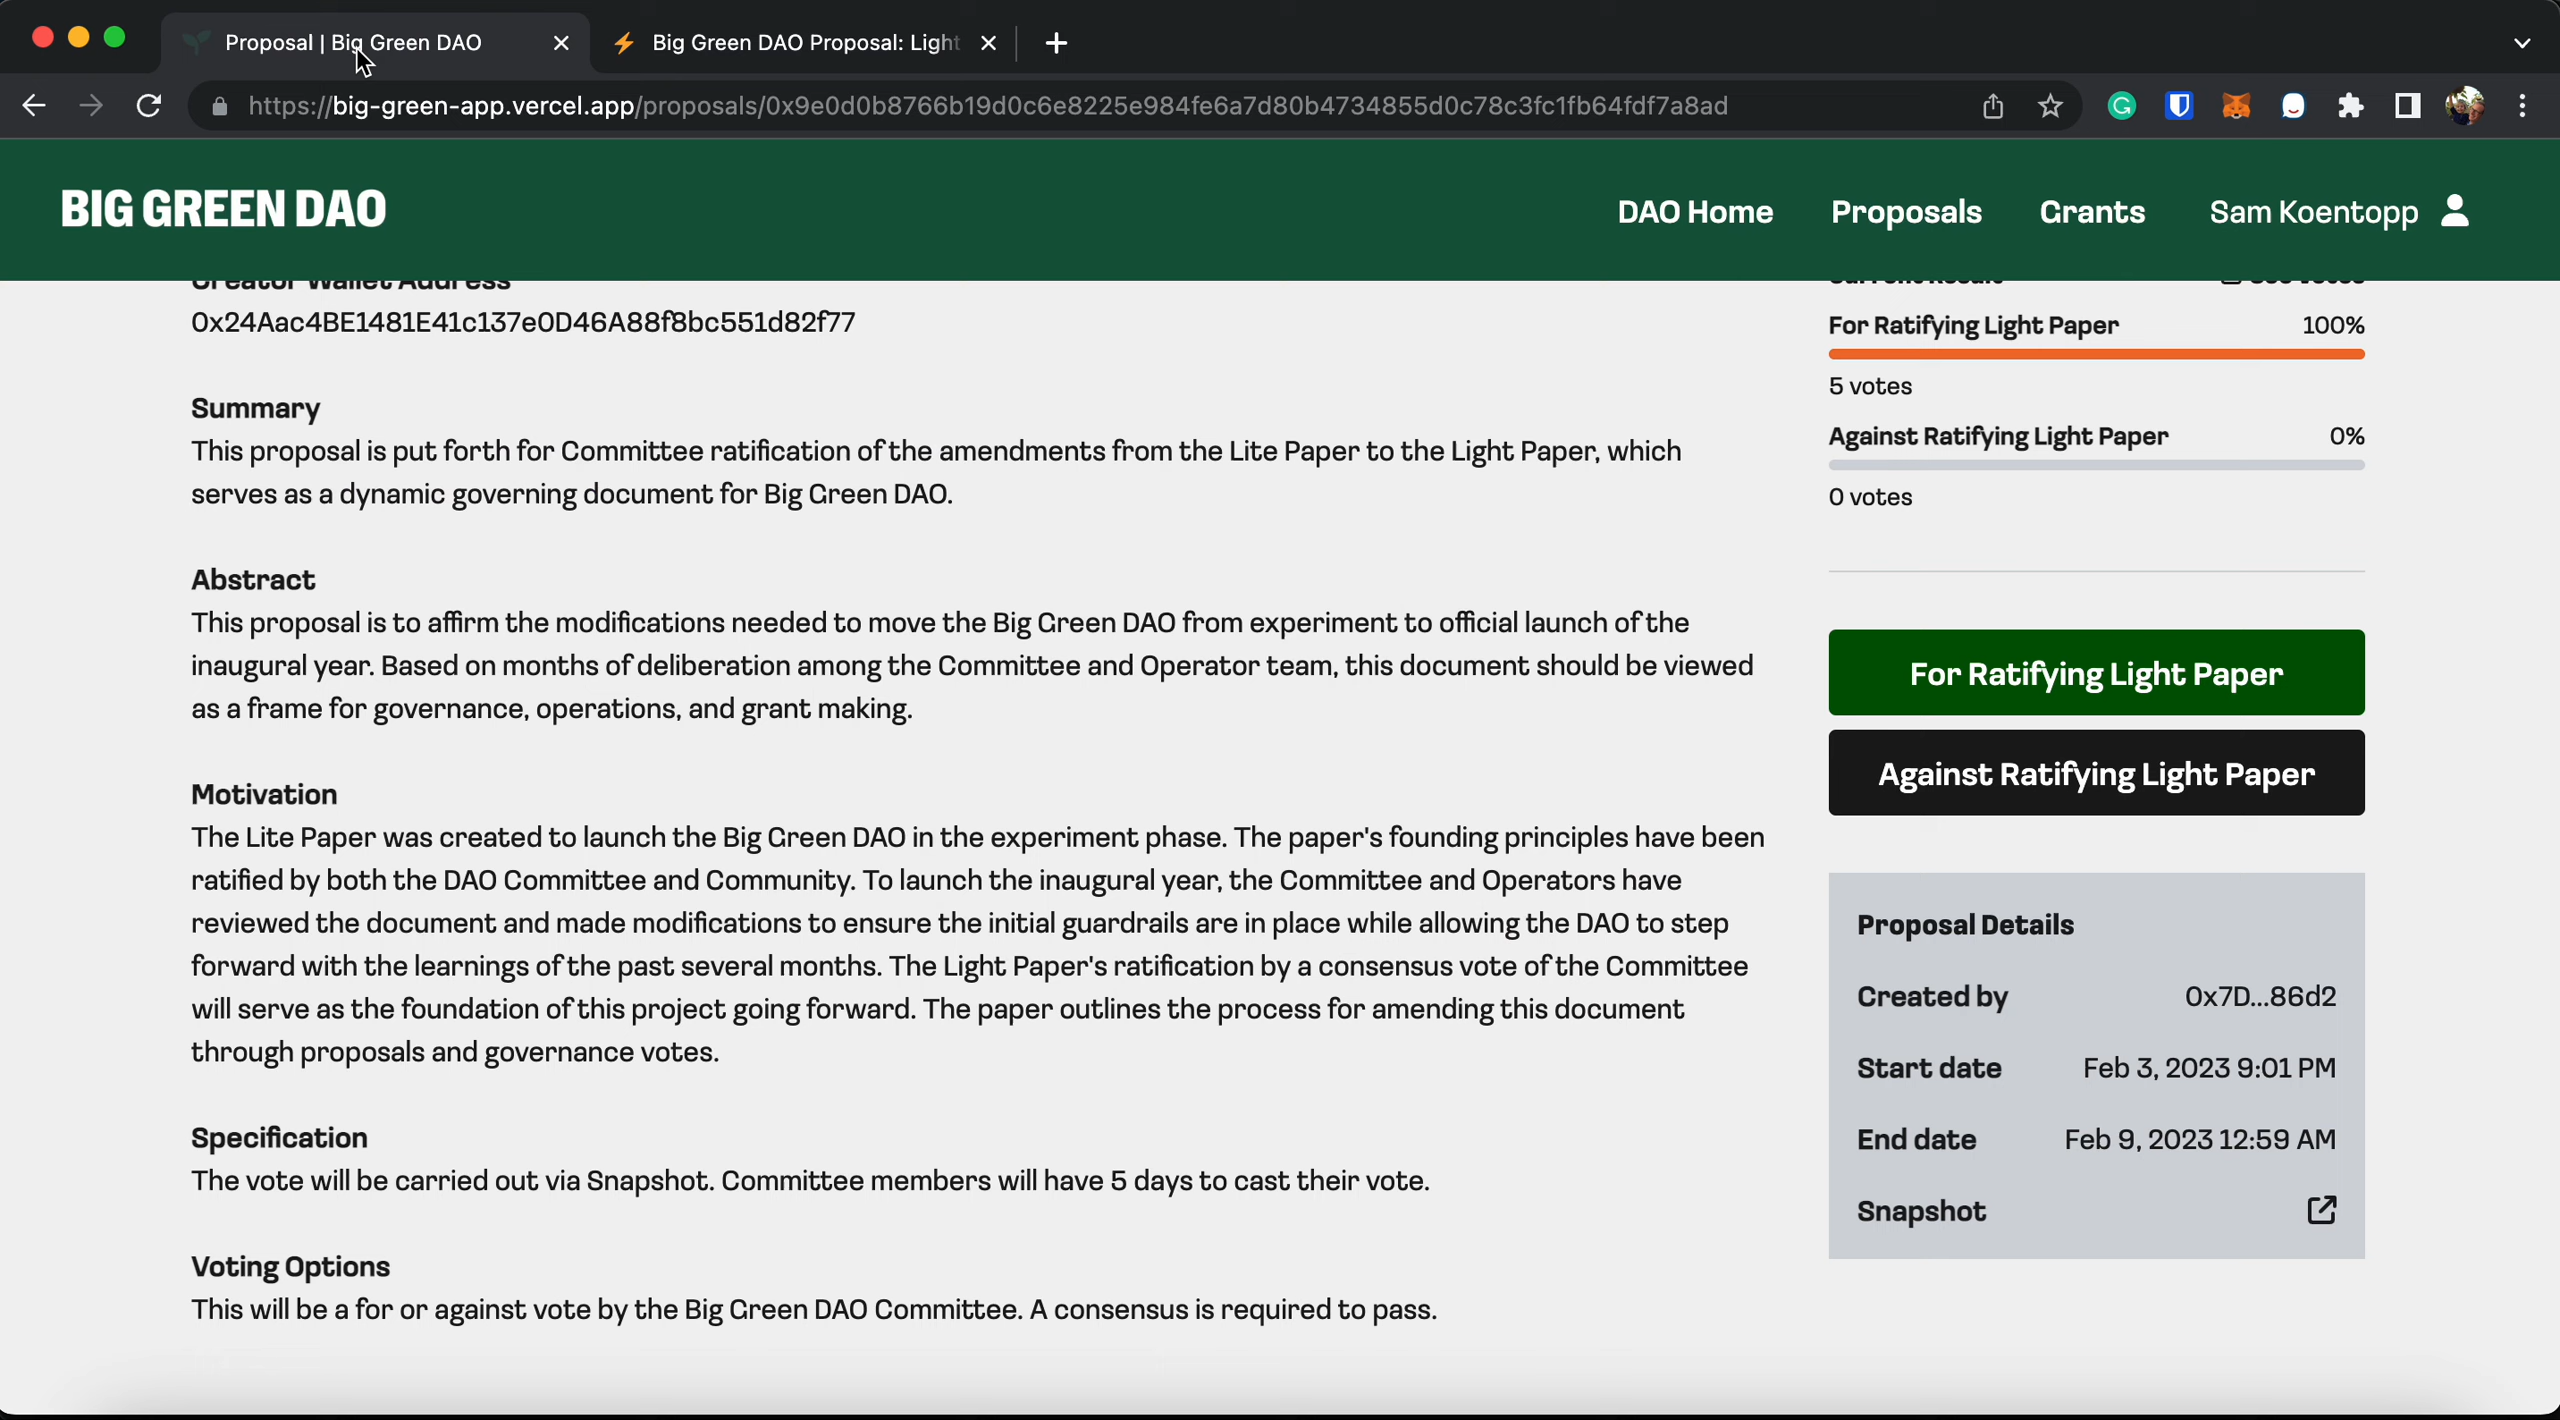 Proposal | Big Green DAO
Big Green DAO Proposal: Light
https://big-green-app.vercel.app/proposals/0x9e0d0b8766b19d0c6e8225e984fe6a7d80b4734855d0c78c3fc1fb64fdf7a8ad
BIG GREEN DAO
DAO Home
Proposals
Grants
Sam Koentopp
Creator Wallet Address
0x24Aac4BE1481E41c137e0D46A88f8bc551d82f77
Summary
This proposal is put forth for Committee ratification of the amendments from the Lite Paper to the Light Paper, which
serves as a dynamic governing document for Big Green DAO.
Abstract
This proposal is to affirm the modifications needed to move the Big Green DAO from experiment to official launch of the
inaugural year. Based on months of deliberation among the Committee and Operator team, this document should be viewed
as a frame for governance, operations, and grant making.
Motivation
The Lite Paper was created to launch the Big Green DAO in the experiment phase. The paper's founding principles have been
ratified by both the DAO Committee and Community. To launch the inaugural year, the Committee and Operators have
reviewed the document and made modifications to ensure the initial guardrails are in place while allowing the DAO to step
forward with the learnings of the past several months. The Light Paper's ratification by a consensus vote of the Committee
will serve as the foundation of this project going forward. The paper outlines the process for amending this document
through proposals and governance votes.
Specification
The vote will be carried out via Snapshot. Committee members will have 5 days to cast their vote.
Voting Options
This will be a for or against vote by the Big Green DAO Committee. A consensus is required to pass.
Current Result
For Ratifying Light Paper 100%
5 votes
Against Ratifying Light Paper 0%
0 votes
For Ratifying Light Paper
Against Ratifying Light Paper
Proposal Details
Created by 0x7D...86d2
Start date Feb 3, 2023 9:01 PM
End date Feb 9, 2023 12:59 AM
Snapshot